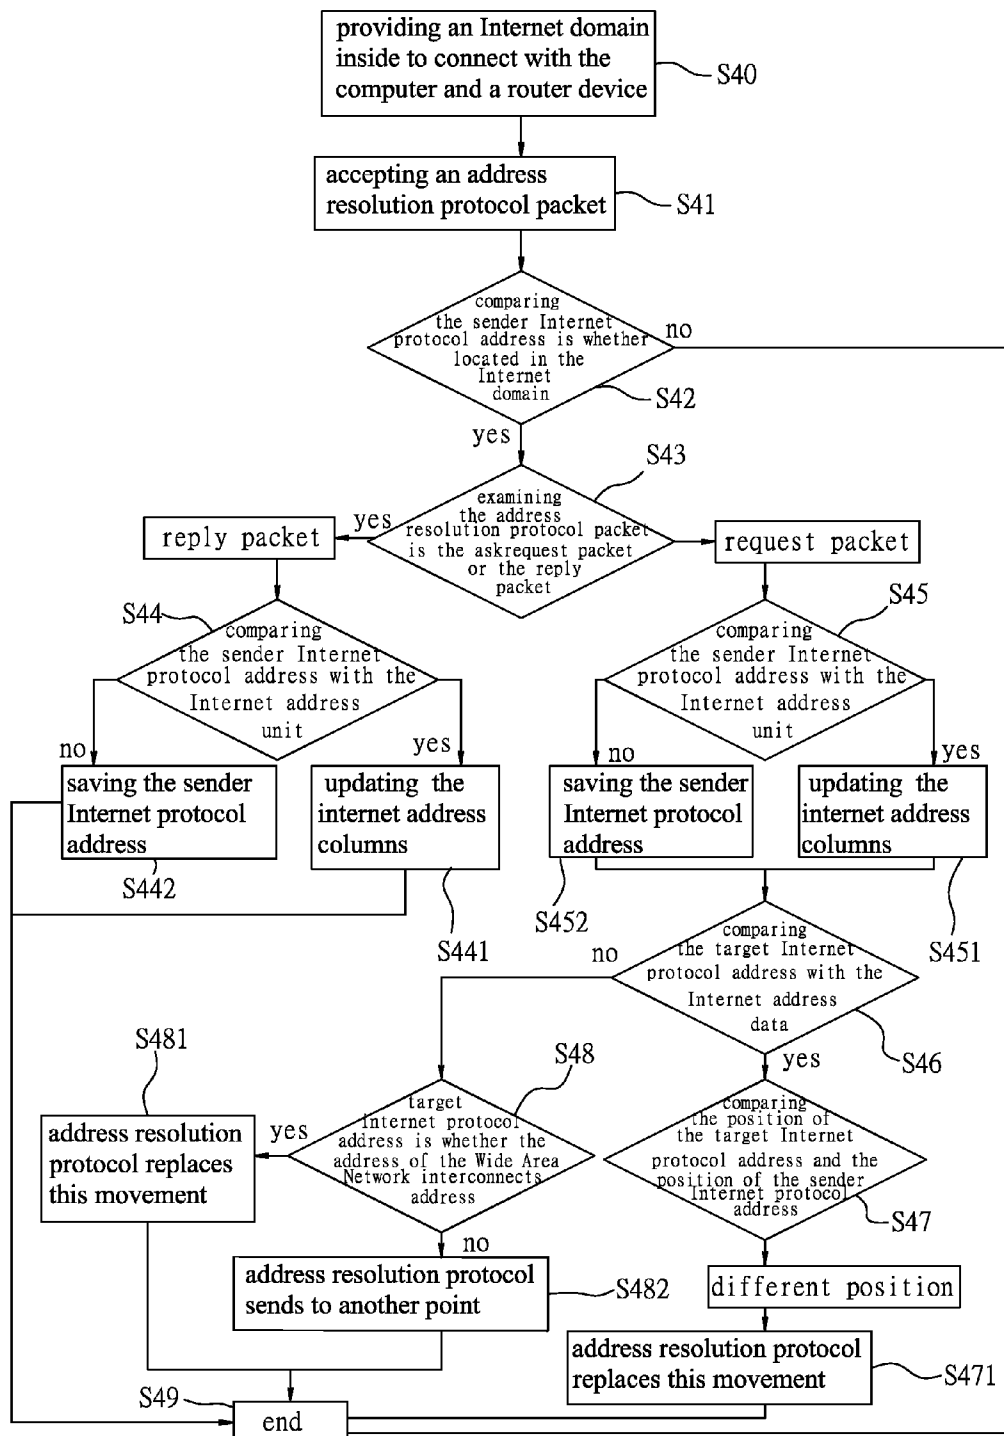 providing an Internet domain
inside to connect with the
computer and a router device
S40
accepting an address
resolution protocol packet
S41
comparing
the sender Internet
protocol address is whether
located in the
Internet
domain
no
S42
yes
S43
examining
the address
resolution protocol packet
is the askrequest packet
or the reply
packet
yes
reply packet
request packet
S44
comparing
the sender Internet
protocol address with the
Internet address
unit
S45
comparing
the sender Internet
protocol address with the
Internet address
unit
no
yes
no
yes
saving the sender
Internet protocol
address
updating the
internet address
columns
saving the sender
Internet protocol
address
updating the
internet address
columns
S442
S441
S452
S451
comparing
the target Internet
protocol address with the
Internet address
data
no
S46
yes
S481
S48
target
Internet protocol
address is whether the
address of the Wide Area
Network interconnects
address
yes
address resolution
protocol replaces
this movement
comparing
the position of
the target Internet
protocol address and the
position of the sender
Internet protocol
address
S47
no
address resolution protocol
sends to another point
S482
different position
address resolution protocol
replaces this movement
S471
S49
end